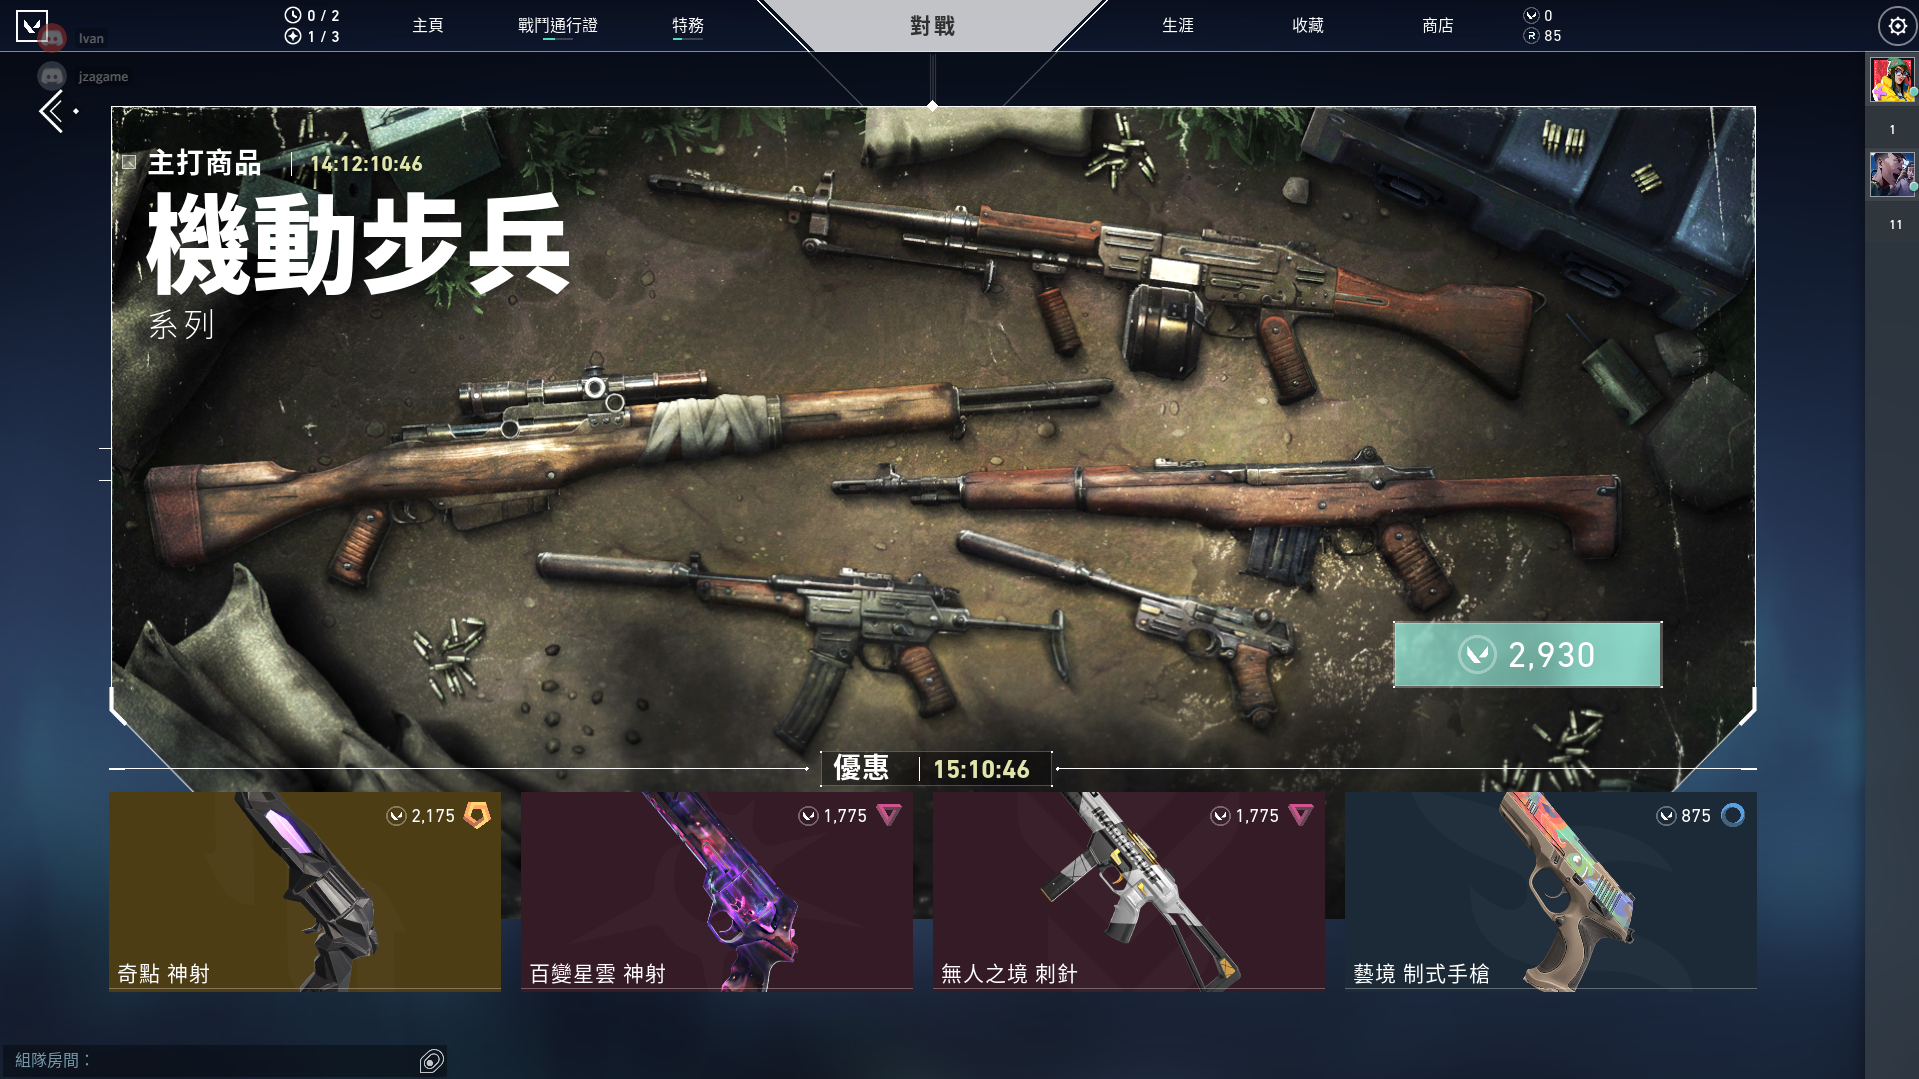 Ivan
jzagame
0 / 2
1 / 3
主頁
戰鬥通行證
特務
對戰
生涯
收藏
商店
0
85
1
11
主打商品 | 14:12:10:46
機動步兵
系列
2,930
優惠 | 15:10:46
2,175
奇點 神射
1,775
百變星雲 神射
1,775
無人之境 刺針
875
藝境 制式手槍
組隊房間：